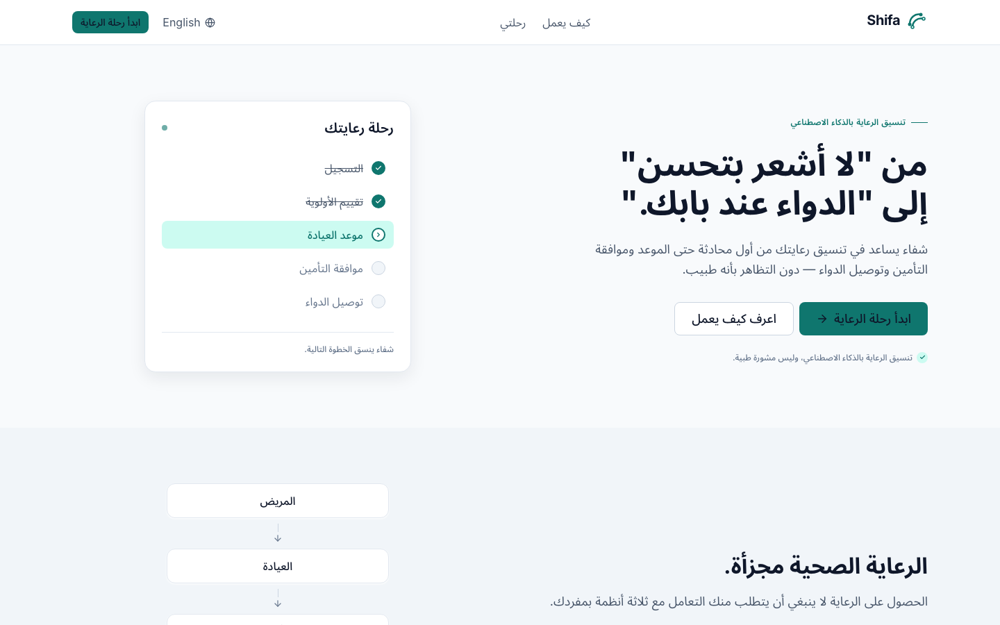 Shifa
كيف يعمل
رحلتي
English
ابدأ رحلة الرعاية
تنسيق الرعاية بالذكاء الاصطناعي
من "لا أشعر بتحسن"
إلى "الدواء عند بابك."
شفاء يساعد في تنسيق رعايتك من أول محادثة حتى الموعد وموافقة
التأمين وتوصيل الدواء — دون التظاهر بأنه طبيب.
ابدأ رحلة الرعاية
اعرف كيف يعمل
تنسيق الرعاية بالذكاء الاصطناعي، وليس مشورة طبية.
رحلة رعايتك
التسجيل
تقييم الأولوية
موعد العيادة
موافقة التأمين
توصيل الدواء
شفاء ينسق الخطوة التالية.
الرعاية الصحية مجزأة.
الحصول على الرعاية لا ينبغي أن يتطلب منك التعامل مع ثلاثة أنظمة بمفردك.
المريض
العيادة